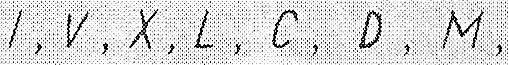 I, V, X, L, C, D, M,